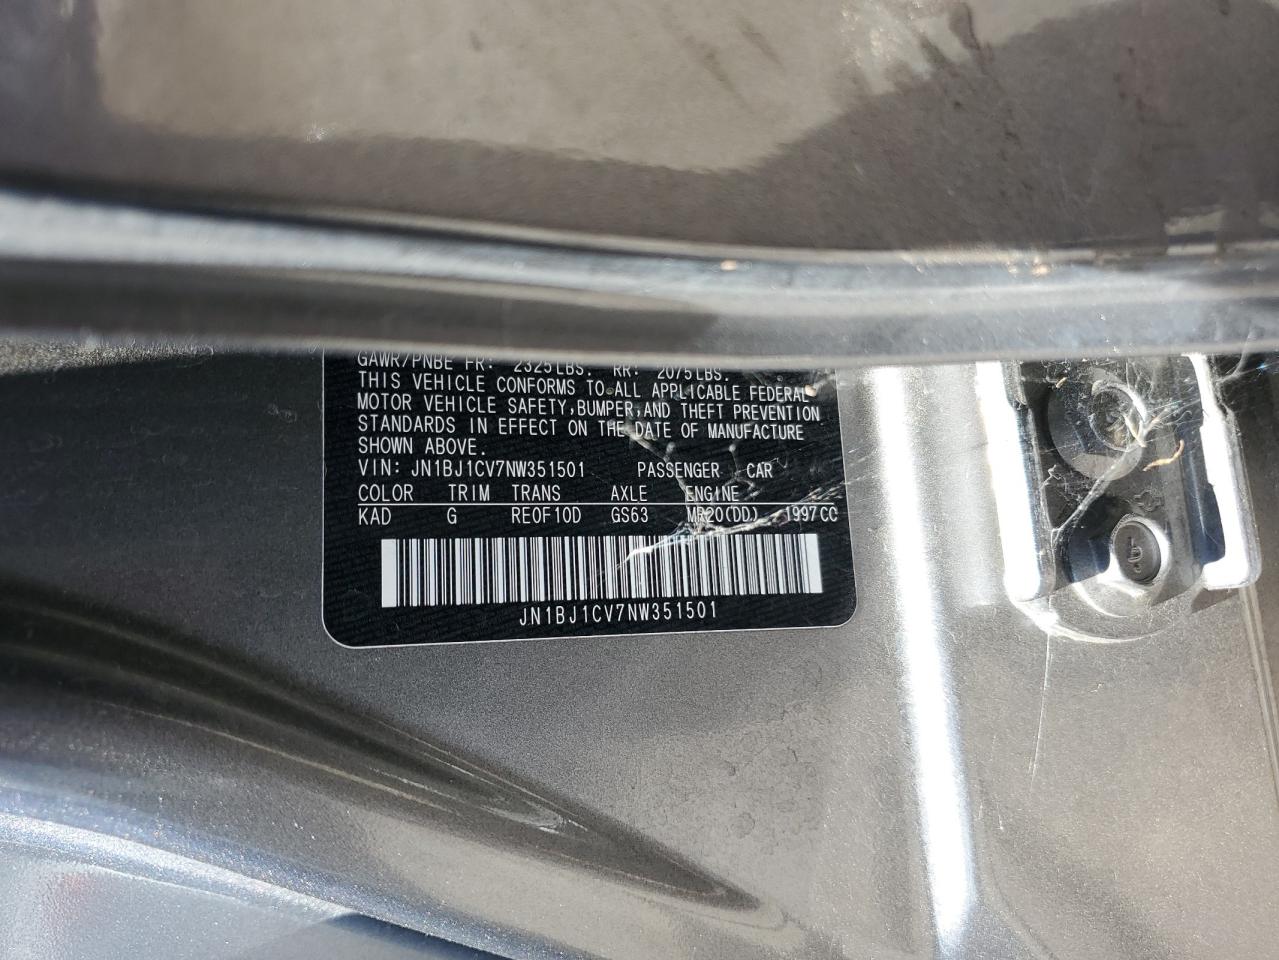 GAWR/PNBE FR: 2325LBS. RR: 2075LBS.
THIS VEHICLE CONFORMS TO ALL APPLICABLE FEDERAL
MOTOR VEHICLE SAFETY,BUMPER,AND THEFT PREVENTION
STANDARDS IN EFFECT ON THE DATE OF MANUFACTURE
SHOWN ABOVE.
VIN: JN1BJ1CV7NW351501 PASSENGER CAR
COLOR TRIM TRANS AXLE ENGINE
KAD G RE0F10D GS63 MR20(DD) 1997CC
JN1BJ1CV7NW351501